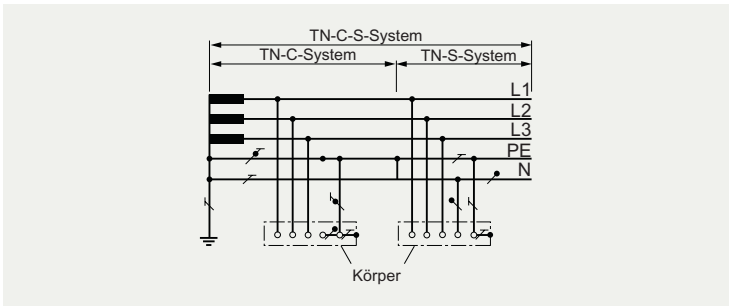 TN-C-S-System
TN-C-System
TN-S-System
L1
L2
L3
PE
N
Körper